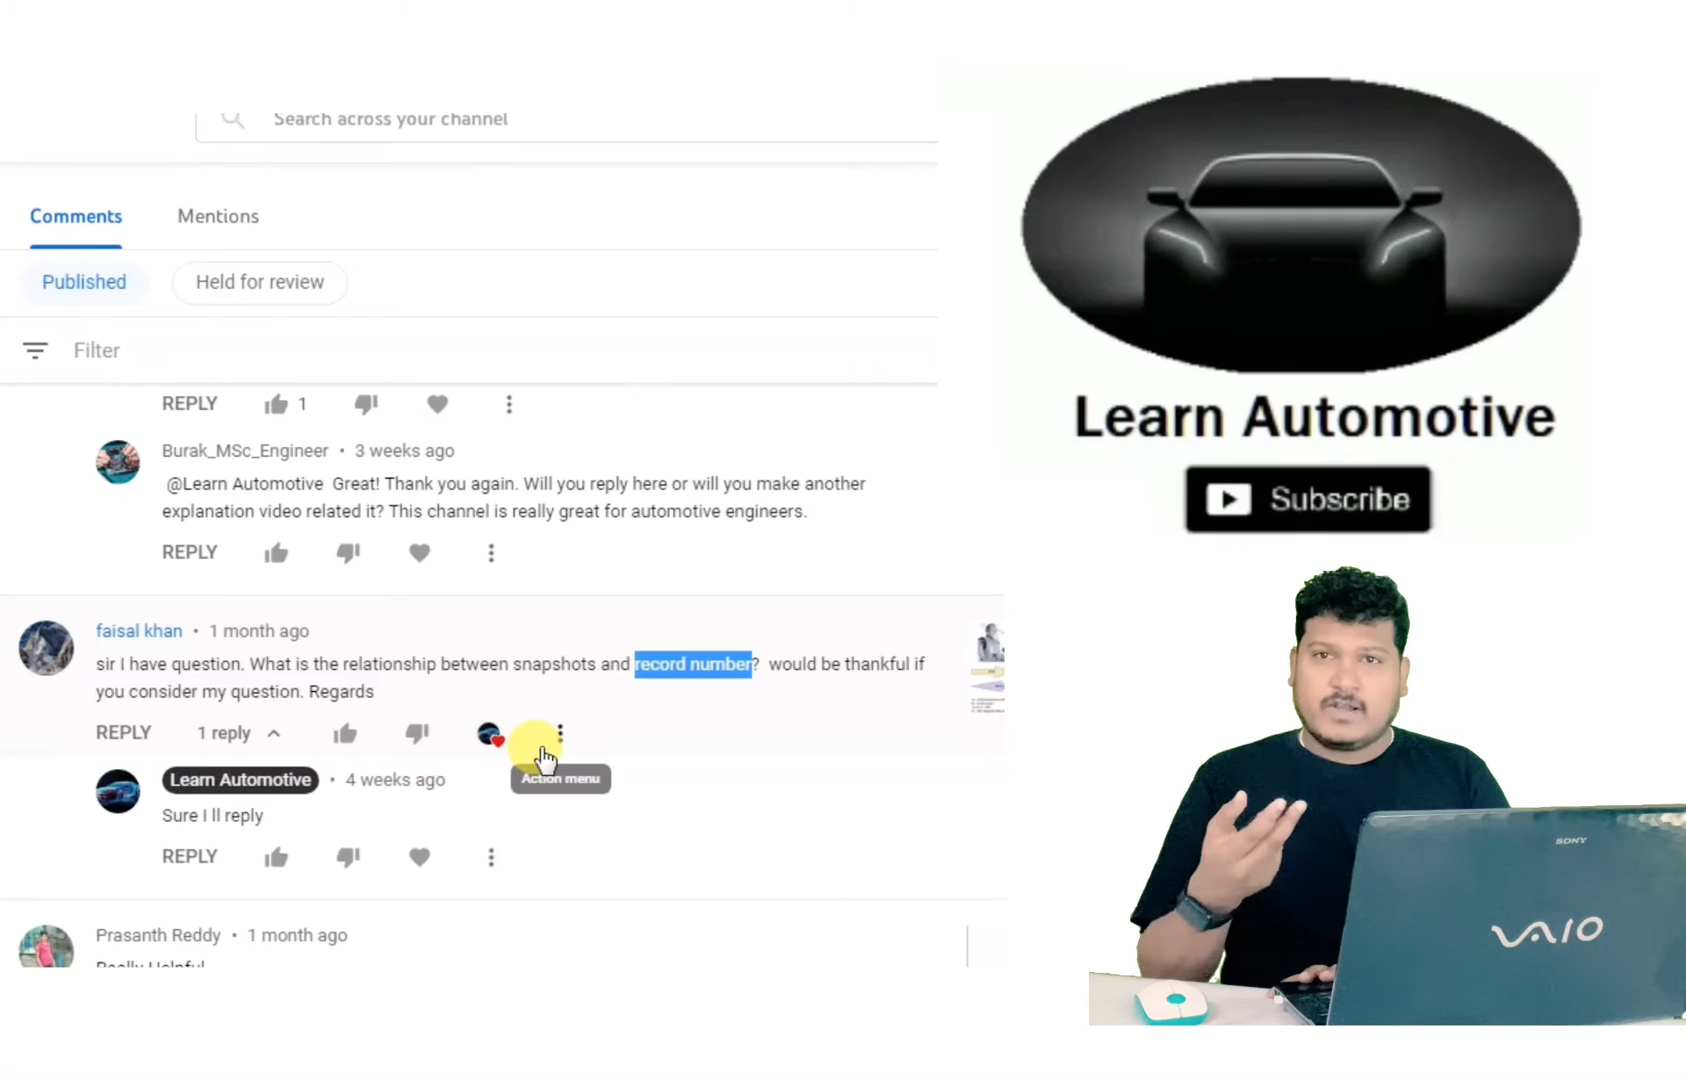 Search across your channel
Comments Mentions
Published Held for review
Filter
REPLY 1
Burak_MSc_Engineer • 3 weeks ago
@Learn Automotive Great! Thank you again. Will you reply here or will you make another
explanation video related it? This channel is really great for automotive engineers.
REPLY
faisal khan • 1 month ago
sir I have question. What is the relationship between snapshots and record number? would be thankful if
you consider my question. Regards
REPLY 1 reply
Action menu
Learn Automotive • 4 weeks ago
Sure I ll reply
REPLY
Prasanth Reddy • 1 month ago
Really Helpful
Learn Automotive
Subscribe
SONY
VAIO